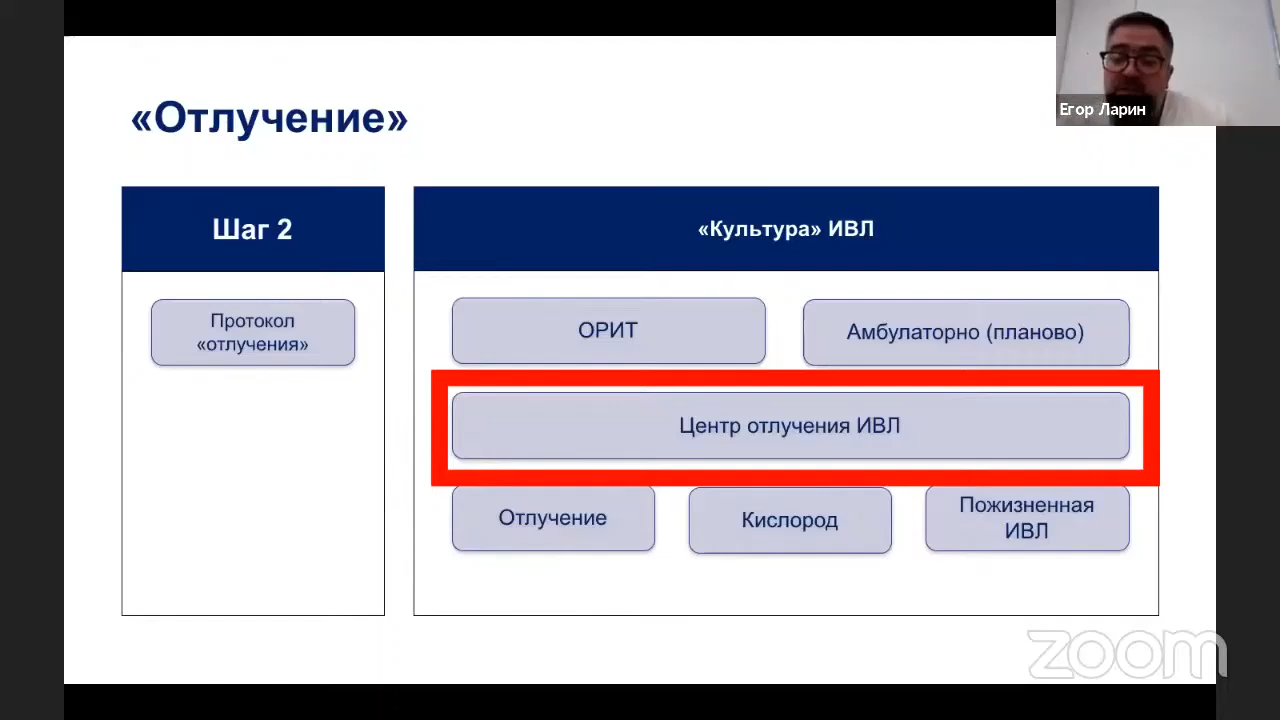 Егор Ларин
«Отлучение»
Шаг 2
«Культура» ИВЛ
Протокол
«отлучения»
ОРИТ
Амбулаторно (планово)
Центр отлучения ИВЛ
Отлучение
Кислород
Пожизненная
ИВЛ
zoom